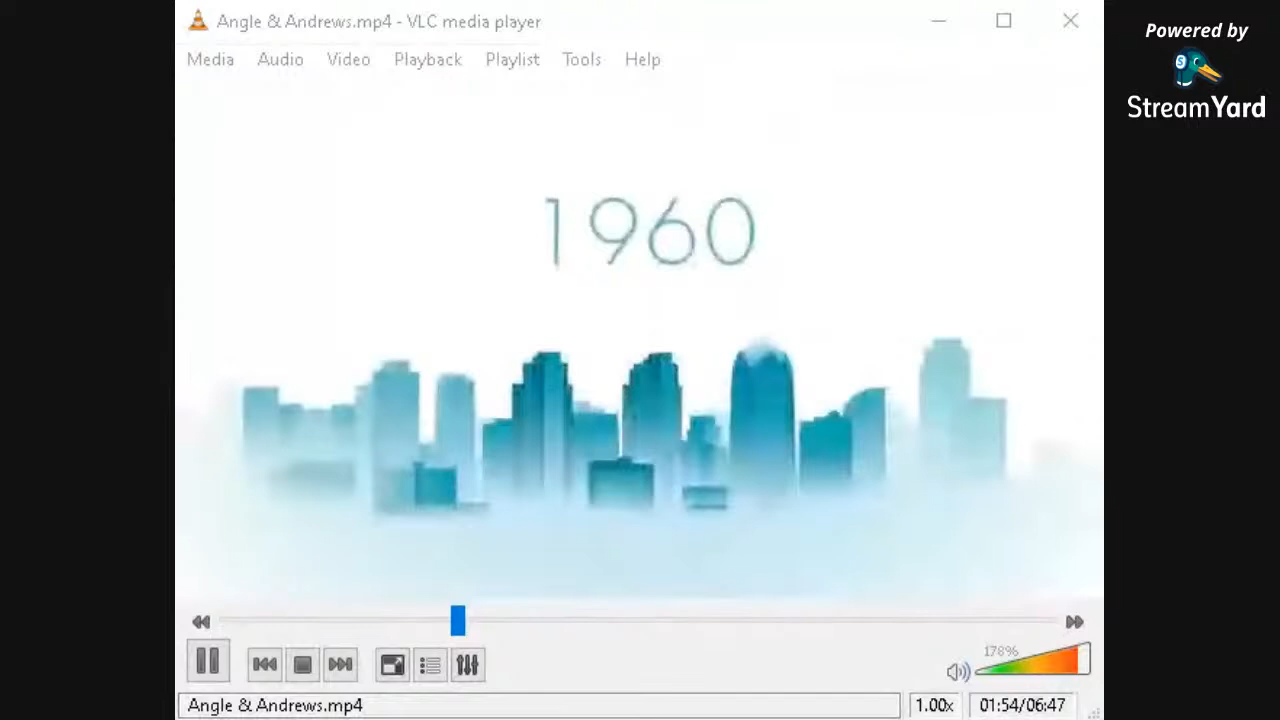 Angle & Andrews.mp4 - VLC media player
Powered by
StreamYard
Media Audio Video Playback Playlist Tools Help
1960
178%
Angle & Andrews.mp4 1.00x 01:54/06:47